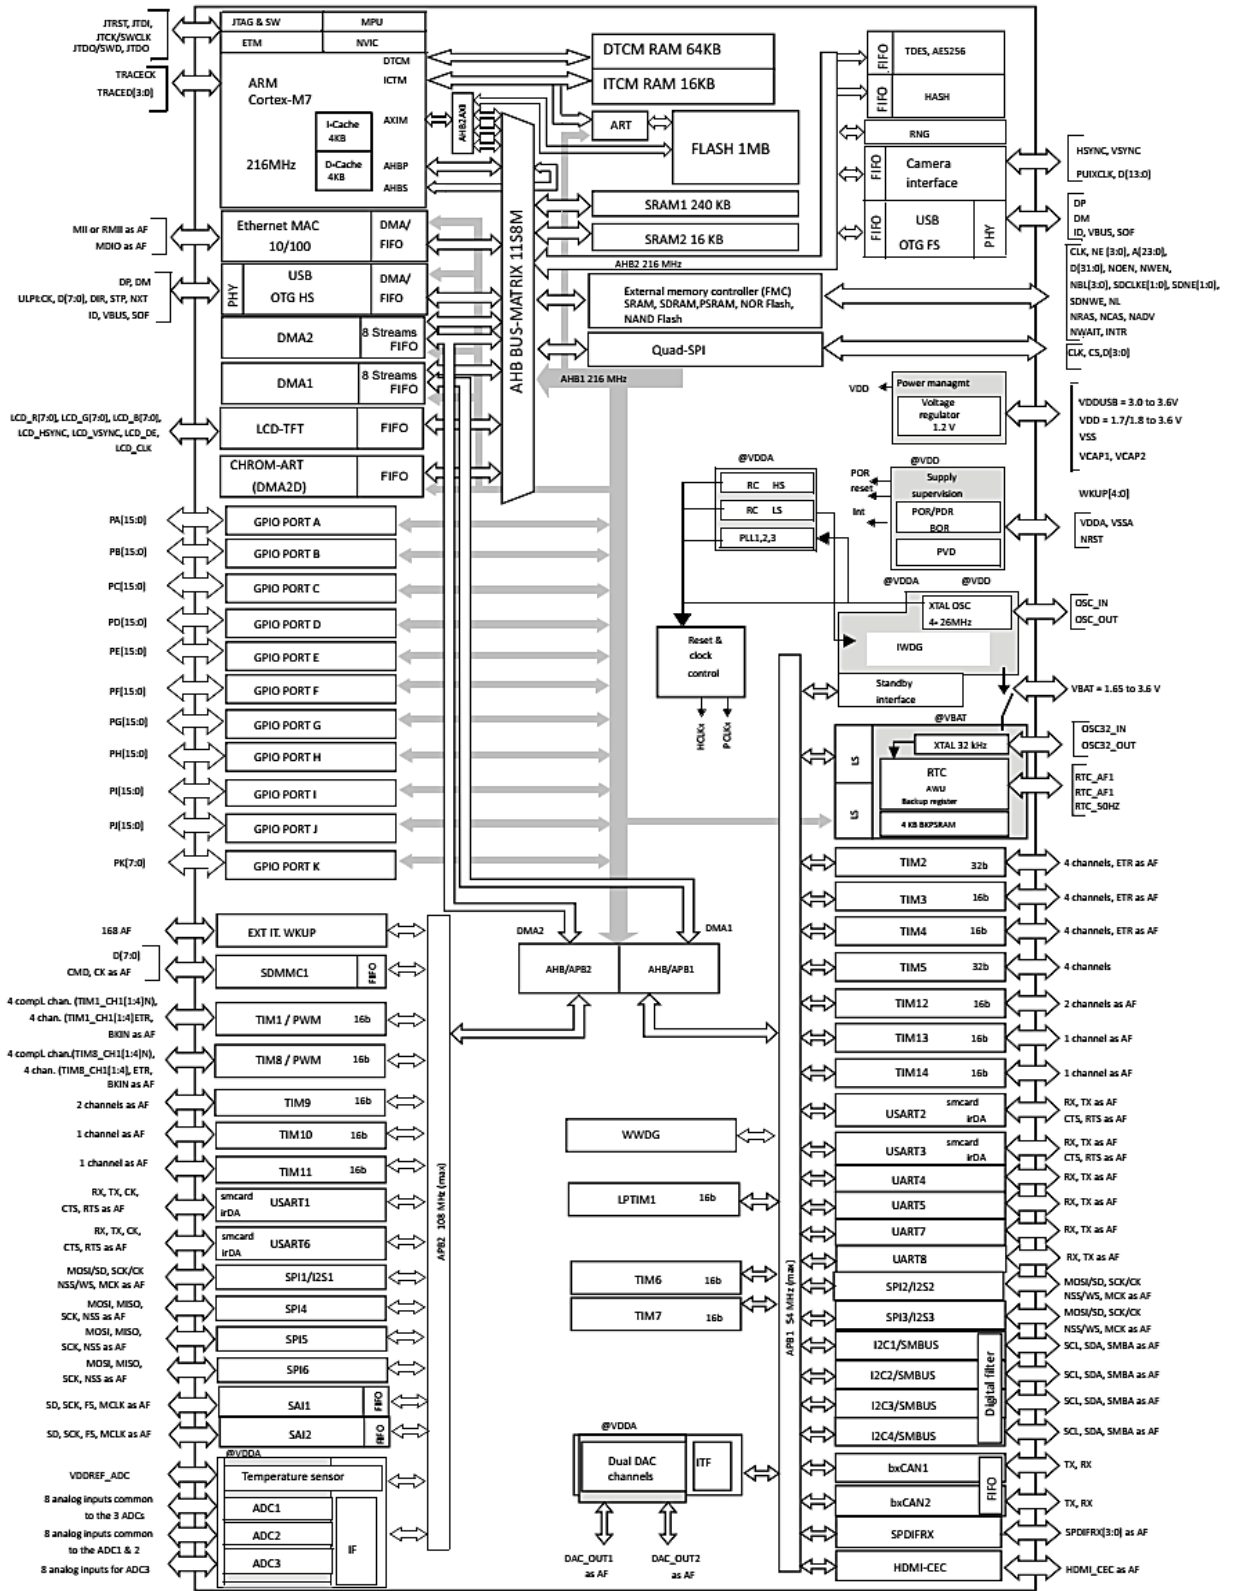 JTRST, JTDI,
JTCK/SWCLK
JTDO/SWD, JTDO
TRACECK
TRACED[3:0]
JTAG & SW
MPU
ETM
NVIC
DTCM
ICTM
ARM
Cortex-M7
AXIM
I-Cache
4KB
D-Cache
4KB
216MHz
AHBP
AHBS
AHB2AXI
DTCM RAM 64KB
ITCM RAM 16KB
ART
FLASH 1MB
SRAM1 240 KB
SRAM2 16 KB
AHB2 216 MHz
External memory controller (FMC)
SRAM, SDRAM,PSRAM, NOR Flash,
NAND Flash
Quad-SPI
AHB1 216 MHz
AHB BUS-MATRIX 11S8M
FIFO
TDES, AES256
FIFO
HASH
RNG
FIFO
Camera
interface
FIFO
USB
OTG FS
PHY
HSYNC, VSYNC
PUIXCLK, D[13:0]
DP
DM
ID, VBUS, SOF
CLK, NE [3:0], A[23:0],
D[31:0], NOEN, NWEN,
NBL[3:0], SDCLKE[1:0], SDNE[1:0],
SDNWE, NL
NRAS, NCAS, NADV
NWAIT, INTR
CLK, CS,D[3:0]
MII or RMII as AF
MDIO as AF
Ethernet MAC
10/100
DMA/
FIFO
DP, DM
ULPI:CK, D[7:0], DIR, STP, NXT
ID, VBUS, SOF
PHY
USB
OTG HS
DMA/
FIFO
DMA2
8 Streams
FIFO
DMA1
8 Streams
FIFO
LCD_R[7:0], LCD_G[7:0], LCD_B[7:0],
LCD_HSYNC, LCD_VSYNC, LCD_DE,
LCD_CLK
LCD-TFT
FIFO
CHROM-ART
(DMA2D)
FIFO
VDD
Power managmt
Voltage
regulator
1.2 V
VDDUSB = 3.0 to 3.6V
VDD = 1.7/1.8 to 3.6 V
VSS
VCAP1, VCAP2
@VDDA
RC HS
RC LS
PLL1,2,3
@VDD
POR
reset
Int
Supply
supervision
POR/PDR
BOR
PVD
WKUP[4:0]
VDDA, VSSA
NRST
@VDDA
@VDD
XTAL OSC
4- 26MHz
IWDG
OSC_IN
OSC_OUT
Reset &
clock
control
HCLKx
PCLKx
Standby
interface
VBAT = 1.65 to 3.6 V
@VBAT
LS
LS
XTAL 32 kHz
RTC
AWU
Backup register
4 KB BKPSRAM
OSC32_IN
OSC32_OUT
RTC_AF1
RTC_AF1
RTC_50HZ
PA[15:0]
GPIO PORT A
PB[15:0]
GPIO PORT B
PC[15:0]
GPIO PORT C
PD[15:0]
GPIO PORT D
PE[15:0]
GPIO PORT E
PF[15:0]
GPIO PORT F
PG[15:0]
GPIO PORT G
PH[15:0]
GPIO PORT H
PI[15:0]
GPIO PORT I
PJ[15:0]
GPIO PORT J
PK[7:0]
GPIO PORT K
DMA2
DMA1
AHB/APB2
AHB/APB1
168 AF
EXT IT. WKUP
D[7:0]
CMD, CK as AF
SDMMC1
FIFO
4 compl. chan. (TIM1_CH1[1:4]N),
4 chan. (TIM1_CH1[1:4]ETR,
BKIN as AF
TIM1 / PWM 16b
4 compl. chan.(TIM8_CH1[1:4]N),
4 chan. (TIM8_CH1[1:4], ETR,
BKIN as AF
TIM8 / PWM 16b
2 channels as AF
TIM9 16b
1 channel as AF
TIM10 16b
1 channel as AF
TIM11 16b
RX, TX, CK,
CTS, RTS as AF
smcard
irDA
USART1
RX, TX, CK,
CTS, RTS as AF
smcard
irDA
USART6
MOSI/SD, SCK/CK
NSS/WS, MCK as AF
SPI1/I2S1
MOSI, MISO,
SCK, NSS as AF
SPI4
MOSI, MISO,
SCK, NSS as AF
SPI5
MOSI, MISO,
SCK, NSS as AF
SPI6
SD, SCK, FS, MCLK as AF
SAI1
FIFO
SD, SCK, FS, MCLK as AF
SAI2
FIFO
@VDDA
VDDREF_ADC
Temperature sensor
8 analog inputs common
to the 3 ADCs
ADC1
8 analog inputs common
to the ADC1 & 2
ADC2
8 analog inputs for ADC3
ADC3
IF
APB2 108 MHz (max)
WWDG
LPTIM1 16b
TIM6 16b
TIM7 16b
@VDDA
Dual DAC
channels
ITF
DAC_OUT1
as AF
DAC_OUT2
as AF
APB1 54 MHz (max)
TIM2 32b
4 channels, ETR as AF
TIM3 16b
4 channels, ETR as AF
TIM4 16b
4 channels, ETR as AF
TIM5 32b
4 channels
TIM12 16b
2 channels as AF
TIM13 16b
1 channel as AF
TIM14 16b
1 channel as AF
USART2
smcard
irDA
RX, TX as AF
CTS, RTS as AF
USART3
smcard
irDA
RX, TX as AF
CTS, RTS as AF
UART4
RX, TX as AF
UART5
RX, TX as AF
UART7
RX, TX as AF
UART8
RX, TX as AF
SPI2/I2S2
MOSI/SD, SCK/CK
NSS/WS, MCK as AF
SPI3/I2S3
MOSI/SD, SCK/CK
NSS/WS, MCK as AF
I2C1/SMBUS
SCL, SDA, SMBA as AF
I2C2/SMBUS
SCL, SDA, SMBA as AF
I2C3/SMBUS
SCL, SDA, SMBA as AF
I2C4/SMBUS
SCL, SDA, SMBA as AF
Digital filter
bxCAN1
TX, RX
bxCAN2
TX, RX
FIFO
SPDIFRX
SPDIFRX[3:0] as AF
HDMI-CEC
HDMI_CEC as AF